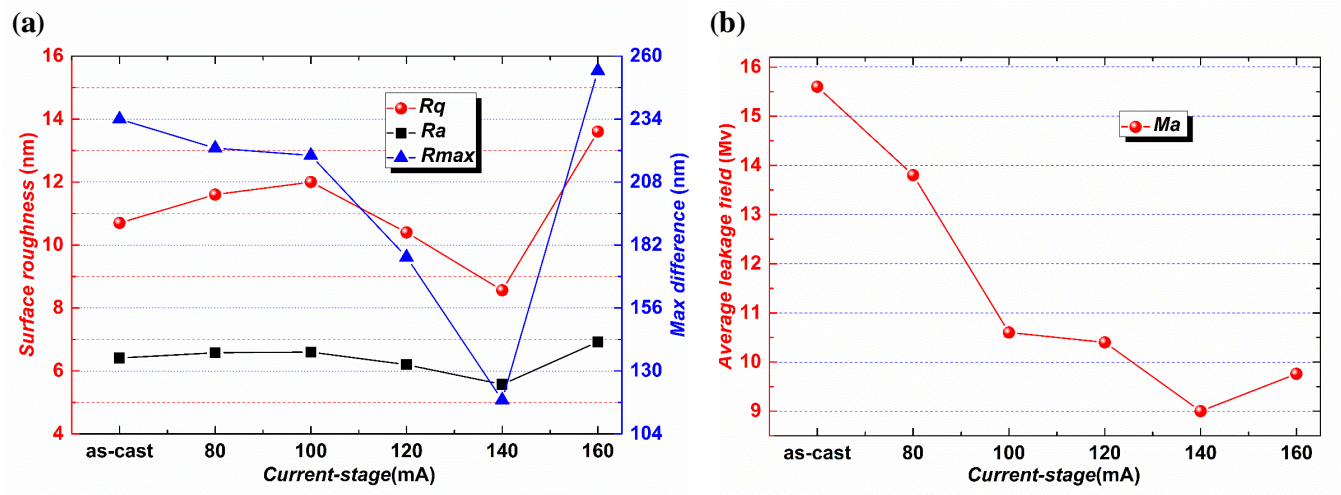 (a)
Surface roughness (nm)
16
14
12
10
8
6
4
Rq
Ra
Rmax
260
234
208
182
156
130
104
Max difference (nm)
as-cast 80 100 120 140 160
Current-stage(mA)
(b)
Average leakage field (Mv)
16
15
14
13
12
11
10
9
Ma
as-cast 80 100 120 140 160
Current-stage(mA)